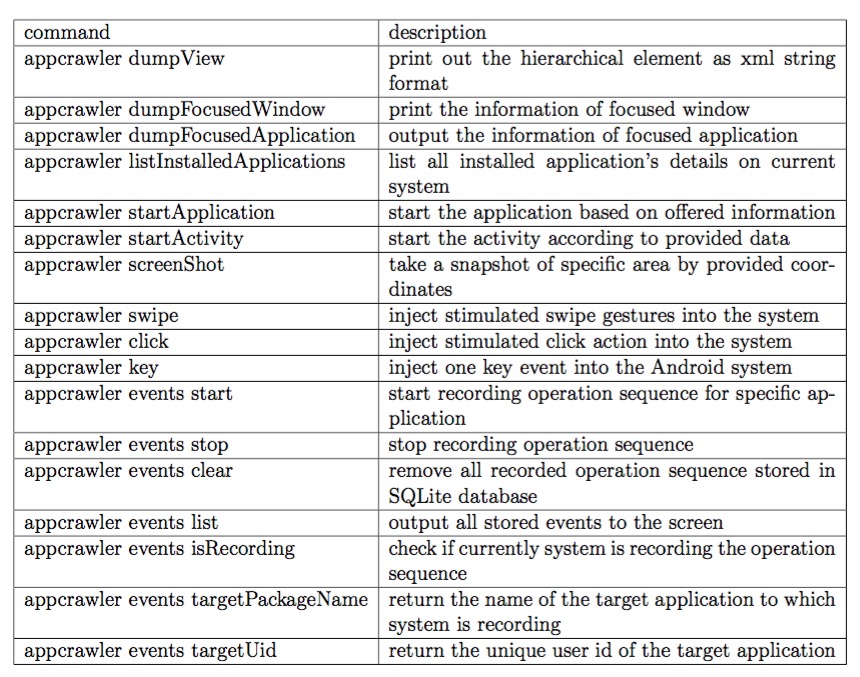 command description
appcrawler dumpView print out the hierarchical element as xml string
format
appcrawler dumpFocusedWindow print the information of focused window
appcrawler dumpFocusedApplication output the information of focused application
appcrawler listInstalledApplications list all installed application's details on current
system
appcrawler startApplication start the application based on offered information
appcrawler startActivity start the activity according to provided data
appcrawler screenShot take a snapshot of specific area by provided coor-
dinates
appcrawler swipe inject stimulated swipe gestures into the system
appcrawler click inject stimulated click action into the system
appcrawler key inject one key event into the Android system
appcrawler events start start recording operation sequence for specific ap-
plication
appcrawler events stop stop recording operation sequence
appcrawler events clear remove all recorded operation sequence stored in
SQLite database
appcrawler events list output all stored events to the screen
appcrawler events isRecording check if currently system is recording the operation
sequence
appcrawler events targetPackageName return the name of the target application to which
system is recording
appcrawler events targetUid return the unique user id of the target application